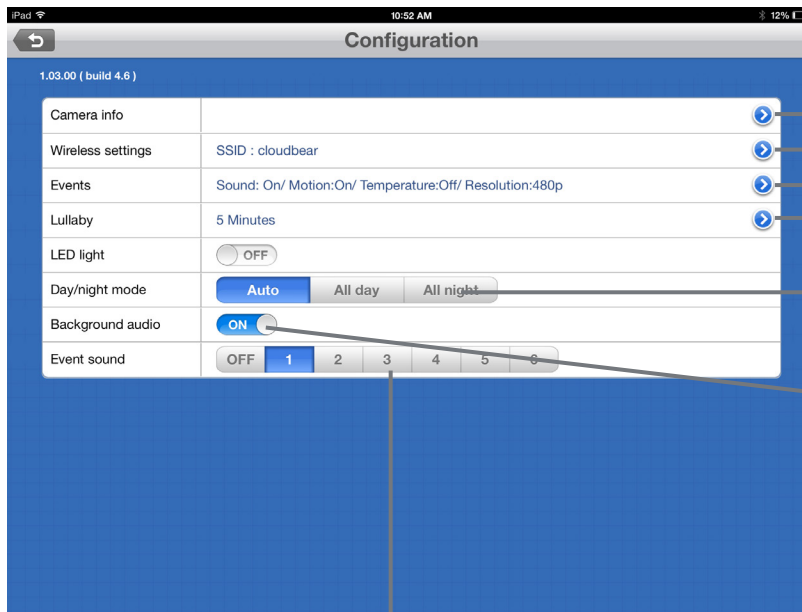 iPad 10:52 AM 12%
Configuration
1.03.00 ( build 4.6 )
Camera info
Wireless settings SSID : cloudbear
Events Sound: On/ Motion:On/ Temperature:Off/ Resolution:480p
Lullaby 5 Minutes
LED light OFF
Day/night mode Auto All day All night
Background audio ON
Event sound OFF 1 2 3 4 5 6